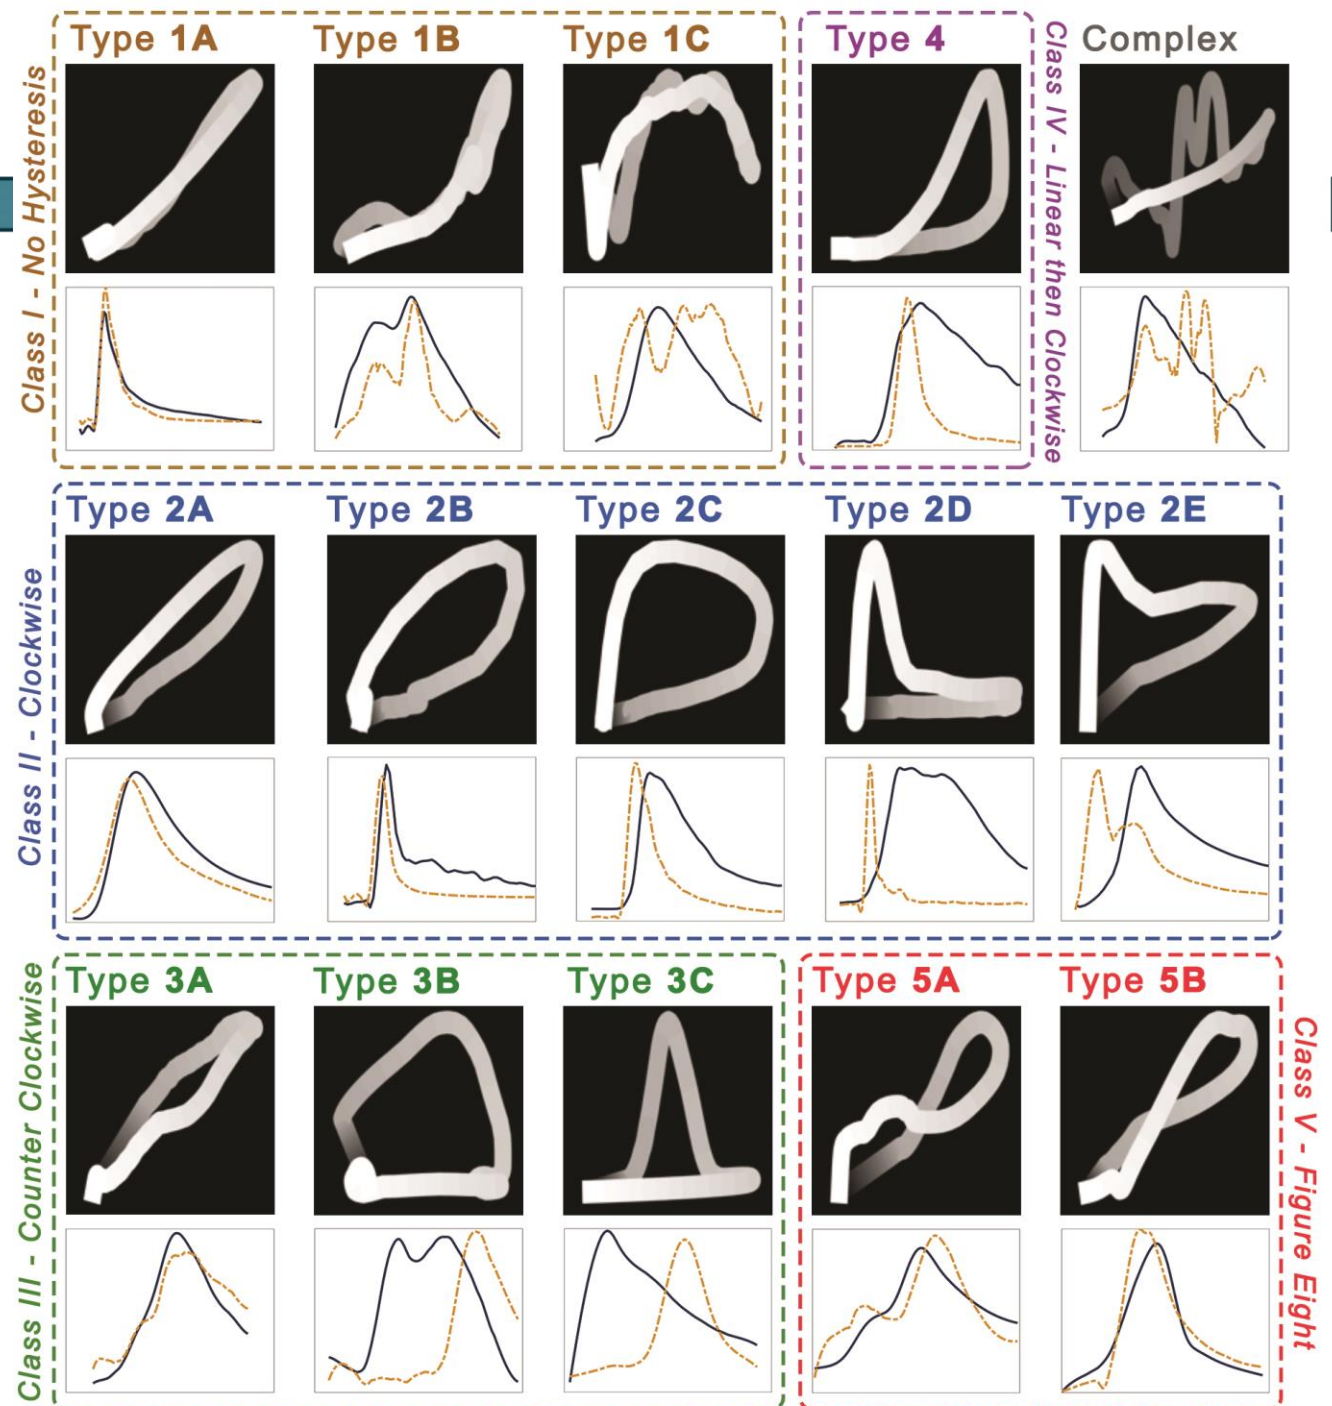 Class I - No Hysteresis
Type 1A
Type 1B
Type 1C
Type 4
Class IV - Linear then Clockwise
Complex
Class II - Clockwise
Type 2A
Type 2B
Type 2C
Type 2D
Type 2E
Class III - Counter Clockwise
Type 3A
Type 3B
Type 3C
Type 5A
Type 5B
Class V - Figure Eight